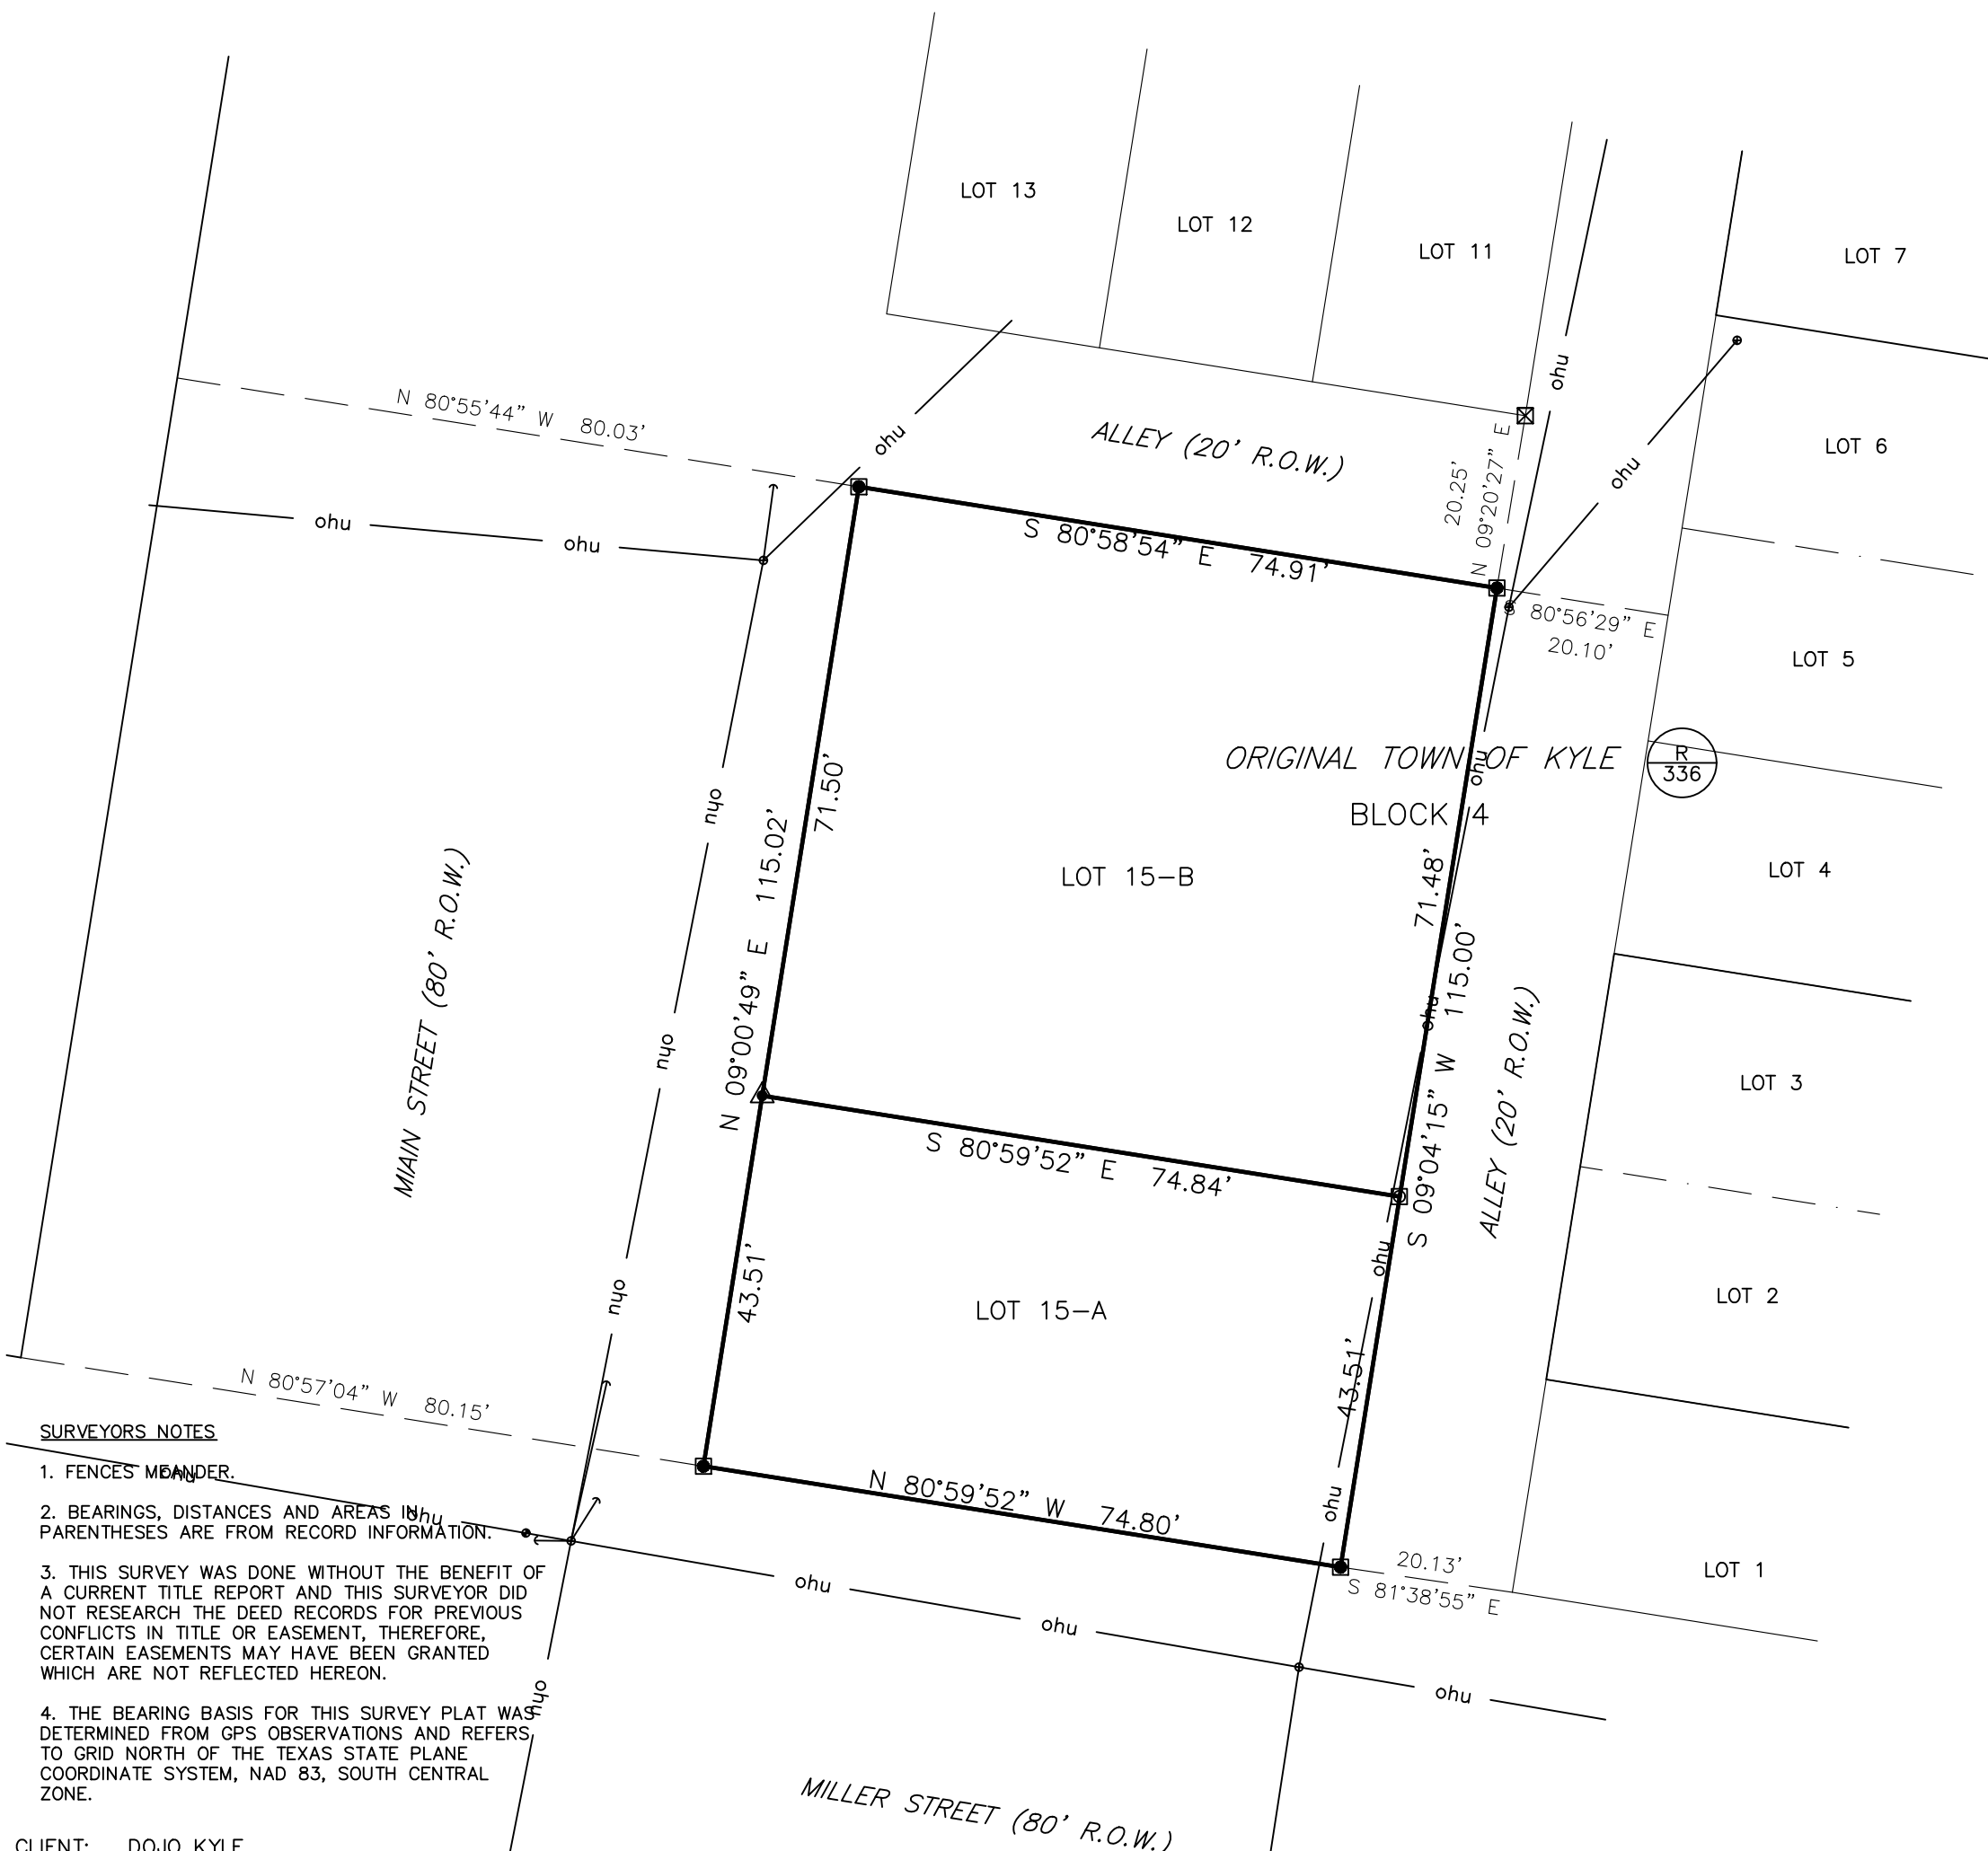 LOT 13
LOT 12
LOT 11
LOT 7
ohu
N 80°55'44" W 80.03'
ohu
ALLEY (20' R.O.W.)
LOT 6
ohu
20.25'
N 09°20'27" E
ohu
ohu
S 80°58'54" E 74.91'
S 80°56'29" E
20.10'
LOT 5
ORIGINAL TOWN OF KYLE
R
336
ohu
BLOCK 4
ohu
71.50'
N 09°00'49" E 115.02'
LOT 15-B
71.48'
S 09°04'15" W 115.00'
LOT 4
MIAIN STREET (80' R.O.W.)
ohu
ohu
ALLEY (20' R.O.W.)
LOT 3
S 80°59'52" E 74.84'
ohu
ohu
43.51'
LOT 15-A
43.51'
LOT 2
N 80°57'04" W 80.15'
N 80°59'52" W 74.80'
ohu
20.13'
S 81°38'55" E
LOT 1
SURVEYORS NOTES
1. FENCES MEANDER.
ohu
2. BEARINGS, DISTANCES AND AREAS IN
ohu
PARENTHESES ARE FROM RECORD INFORMATION.
3. THIS SURVEY WAS DONE WITHOUT THE BENEFIT OF
A CURRENT TITLE REPORT AND THIS SURVEYOR DID
NOT RESEARCH THE DEED RECORDS FOR PREVIOUS
CONFLICTS IN TITLE OR EASEMENT, THEREFORE,
CERTAIN EASEMENTS MAY HAVE BEEN GRANTED
WHICH ARE NOT REFLECTED HEREON.
4. THE BEARING BASIS FOR THIS SURVEY PLAT WAS
DETERMINED FROM GPS OBSERVATIONS AND REFERS
TO GRID NORTH OF THE TEXAS STATE PLANE
COORDINATE SYSTEM, NAD 83, SOUTH CENTRAL
ZONE.
ohu
ohu
ohu
ohu
MILLER STREET (80' R.O.W.)
CLIENT: DOJO KYLE